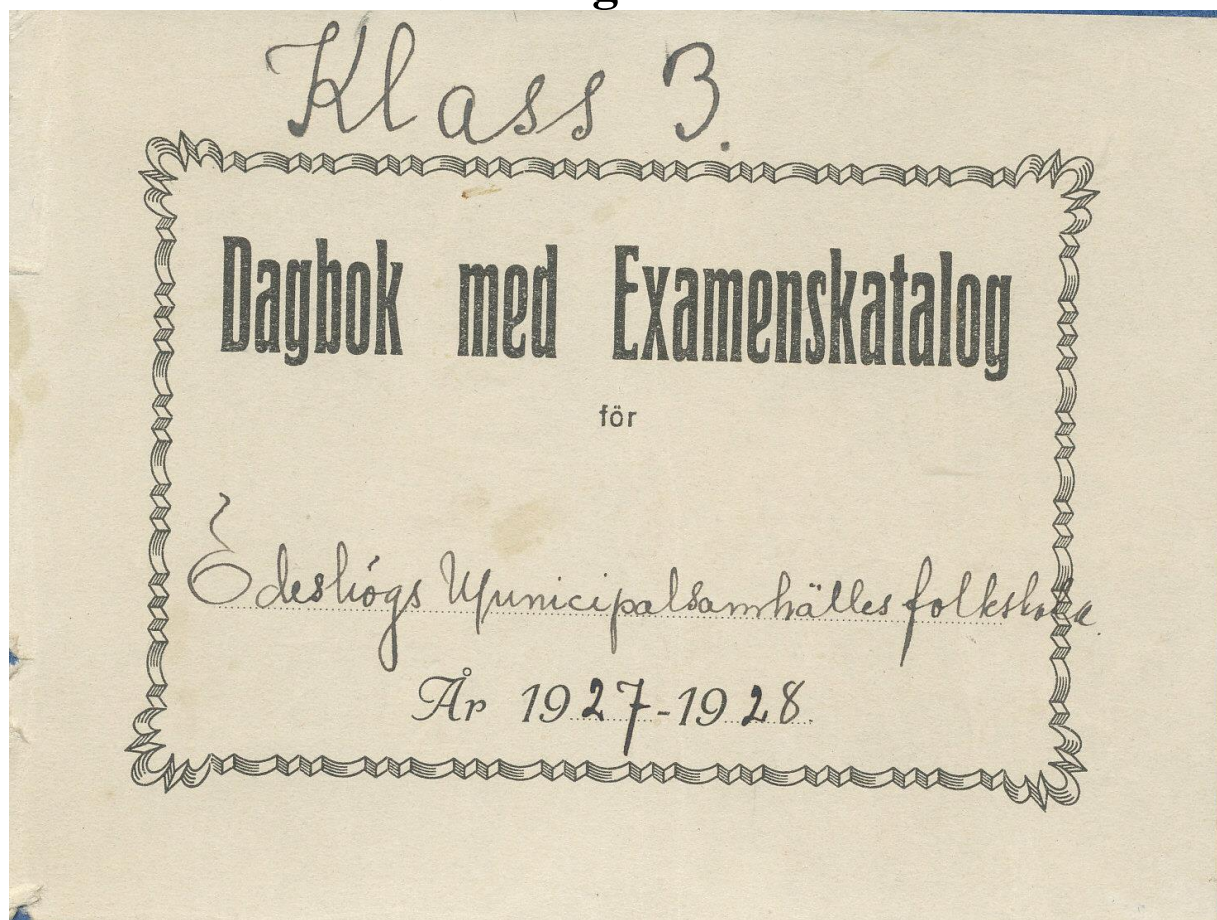 Klass 3.
Dagbok med Examenskatalog
för
Ödeshögs Municipalsamhälles folkskola.
År 1927-1928.